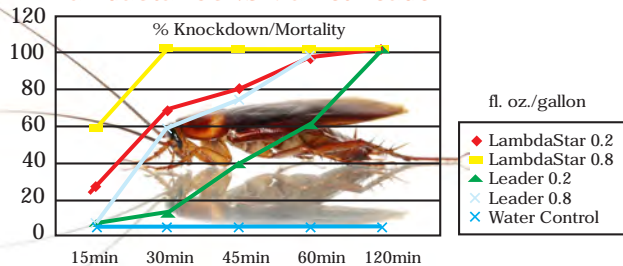 % Knockdown/Mortality
120
100
80
60
40
20
0
15min 30min 45min 60min 120min
fl. oz./gallon
LambdaStar 0.2
LambdaStar 0.8
Leader 0.2
Leader 0.8
Water Control